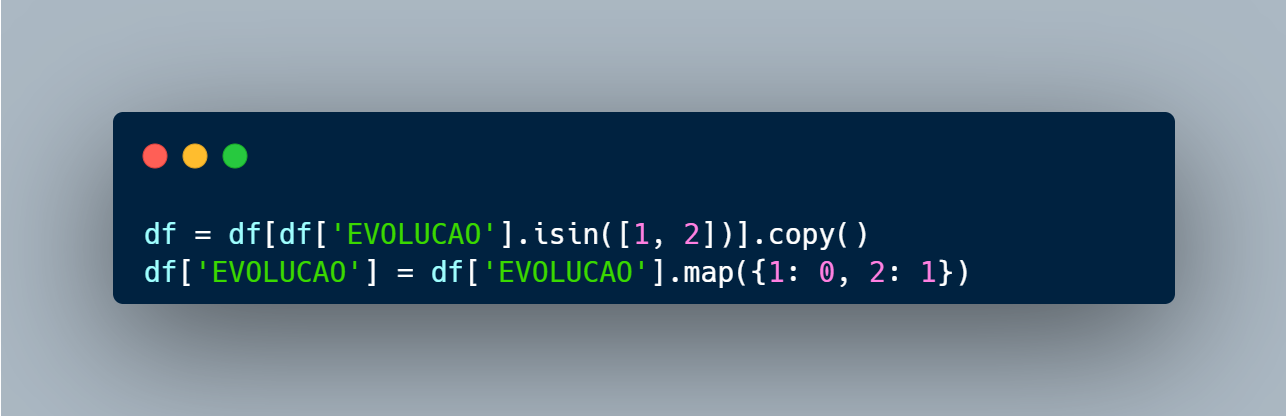 df = df[df['EVOLUCAO'].isin([1, 2])].copy()
df['EVOLUCAO'] = df['EVOLUCAO'].map({1: 0, 2: 1})